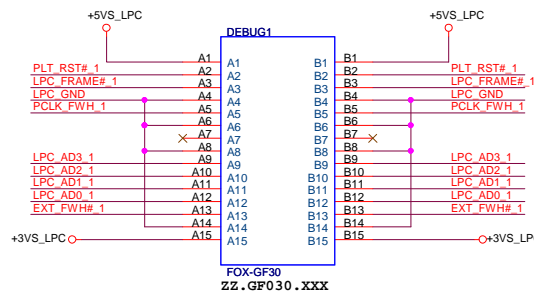 +5VS_LPC +5VS_LPC
DEBUG1
A1 A1 B1 B1
PLT_RST#_1 A2 A2 B2 B2 PLT_RST#_1
LPC_FRAME#_1 A3 A3 B3 B3 LPC_FRAME#_1
LPC_GND A4 A4 B4 B4 LPC_GND
PCLK_FWH_1 A5 A5 B5 B5 PCLK_FWH_1
A6 A6 B6 B6
A7 A7 B7 B7
A8 A8 B8 B8
LPC_AD3_1 A9 A9 B9 B9 LPC_AD3_1
LPC_AD2_1 A10 A10 B10 B10 LPC_AD2_1
LPC_AD1_1 A11 A11 B11 B11 LPC_AD1_1
LPC_AD0_1 A12 A12 B12 B12 LPC_AD0_1
EXT_FWH#_1 A13 A13 B13 B13 EXT_FWH#_1
A14 A14 B14 B14
+3VS_LPC A15 A15 B15 B15 +3VS_LP
FOX-GF30
ZZ.GF030.XXX